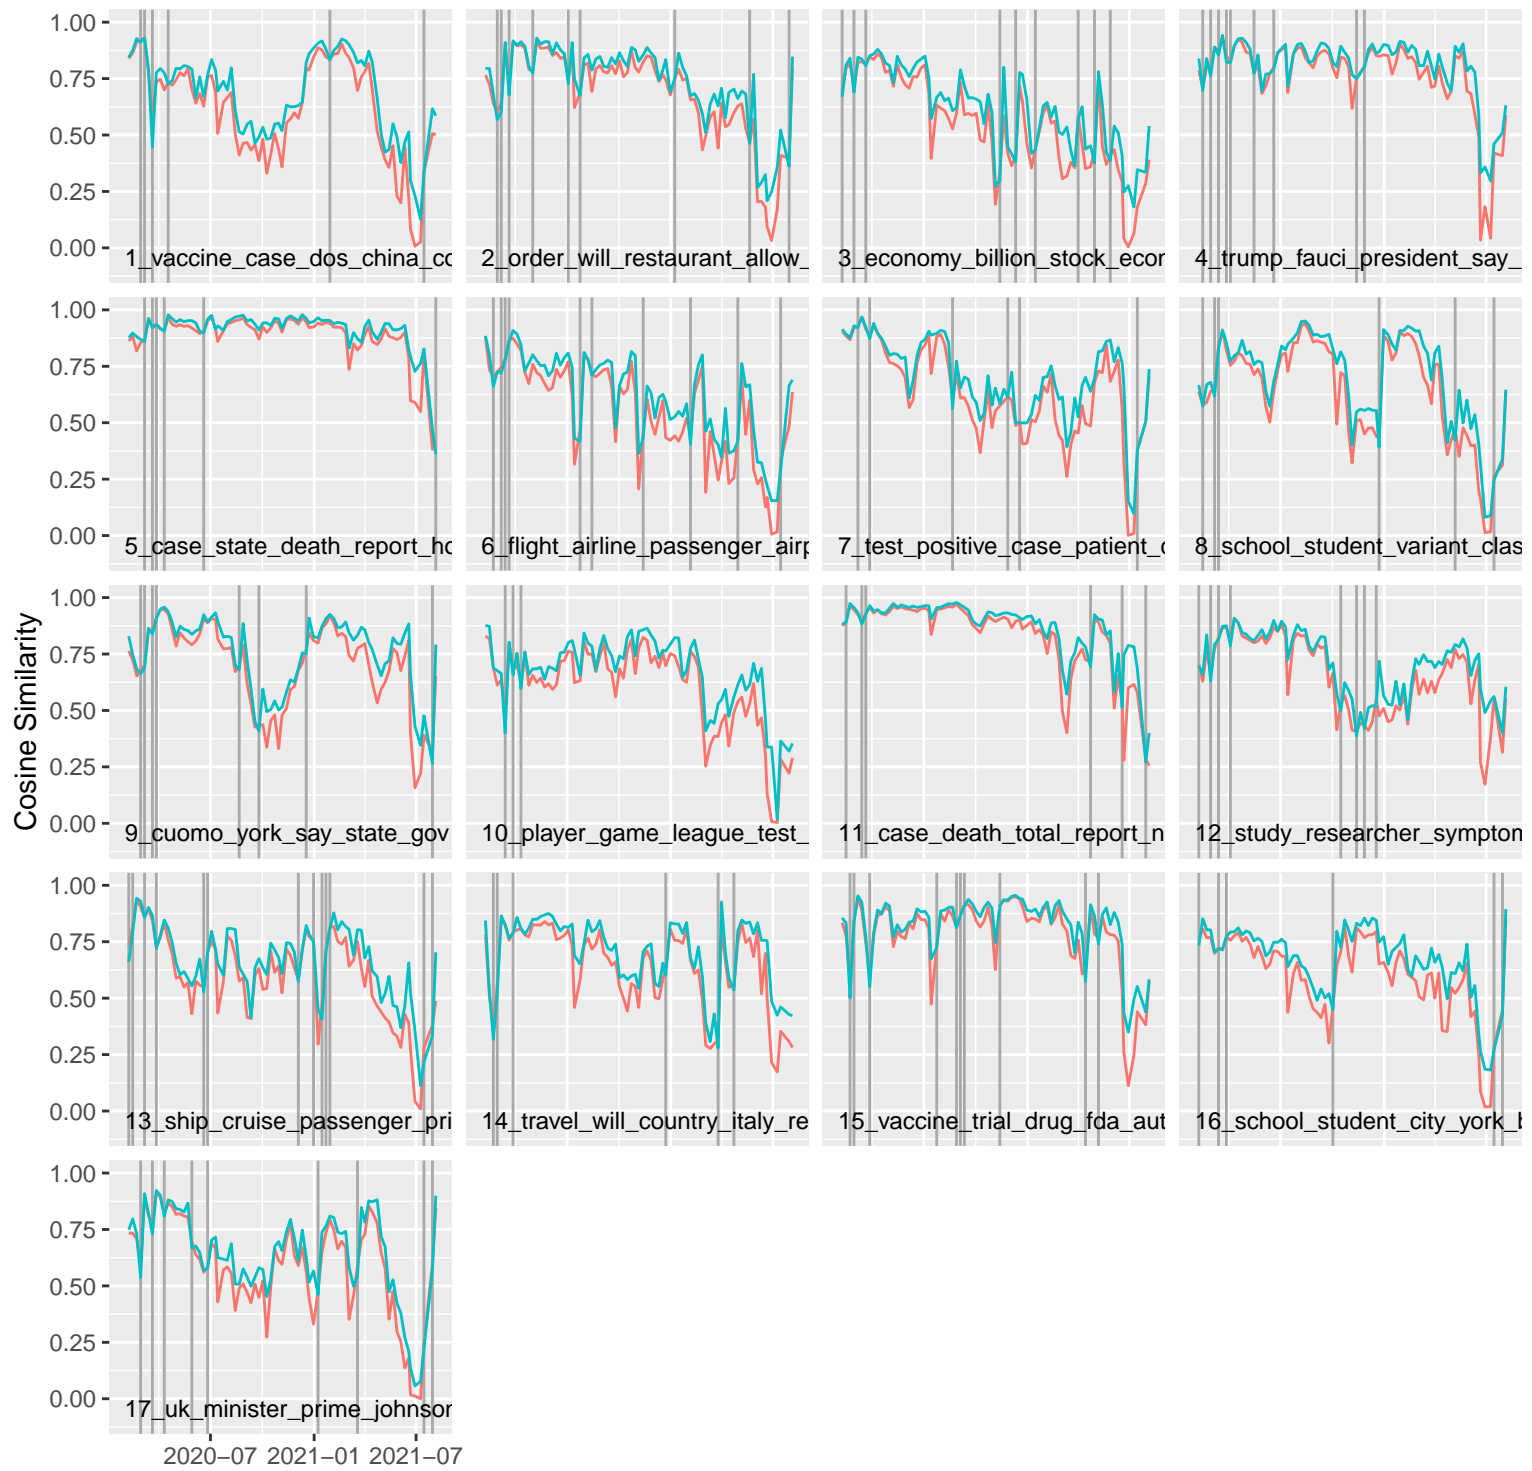 1.00
0.75
0.50
0.25
0.00
1_vaccine_case_dos_china_co
2_order_will_restaurant_allow_
3_economy_billion_stock_econ
4_trump_fauci_president_say_
1.00
0.75
0.50
0.25
0.00
5_case_state_death_report_ho
6_flight_airline_passenger_airp
7_test_positive_case_patient_c
8_school_student_variant_clas
Cosine Similarity
1.00
0.75
0.50
0.25
0.00
9_cuomo_york_say_state_gov
10_player_game_league_test_
11_case_death_total_report_n
12_study_researcher_symptom
1.00
0.75
0.50
0.25
0.00
13_ship_cruise_passenger_pri
14_travel_will_country_italy_re
15_vaccine_trial_drug_fda_aut
16_school_student_city_york_b
1.00
0.75
0.50
0.25
0.00
17_uk_minister_prime_johnson
2020−07 2021−01 2021−07